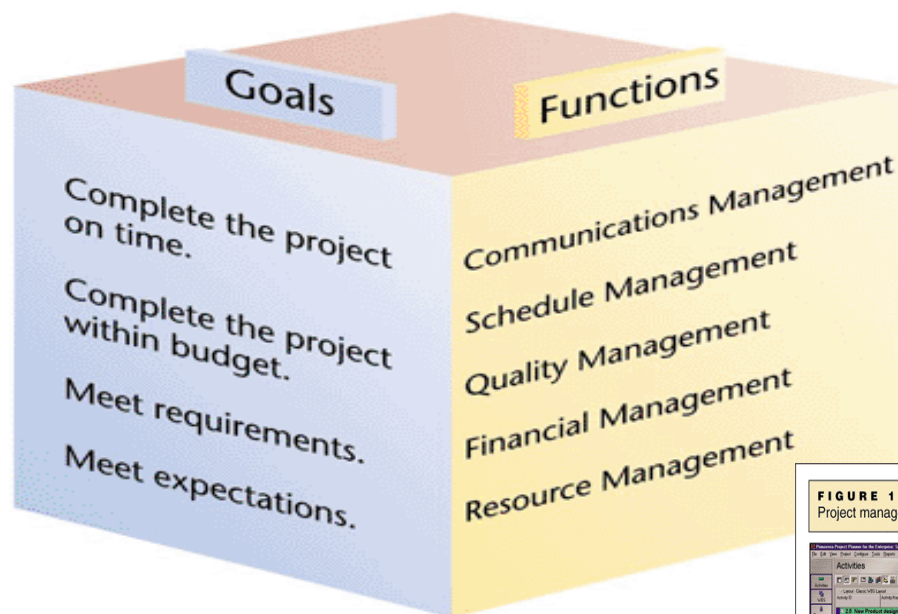 Goals
Complete the project
on time.
Complete the project
within budget.
Meet requirements.
Meet expectations.
Functions
Communications Management
Schedule Management
Quality Management
Financial Management
Resource Management
FIGURE 1
Project manag
Activities